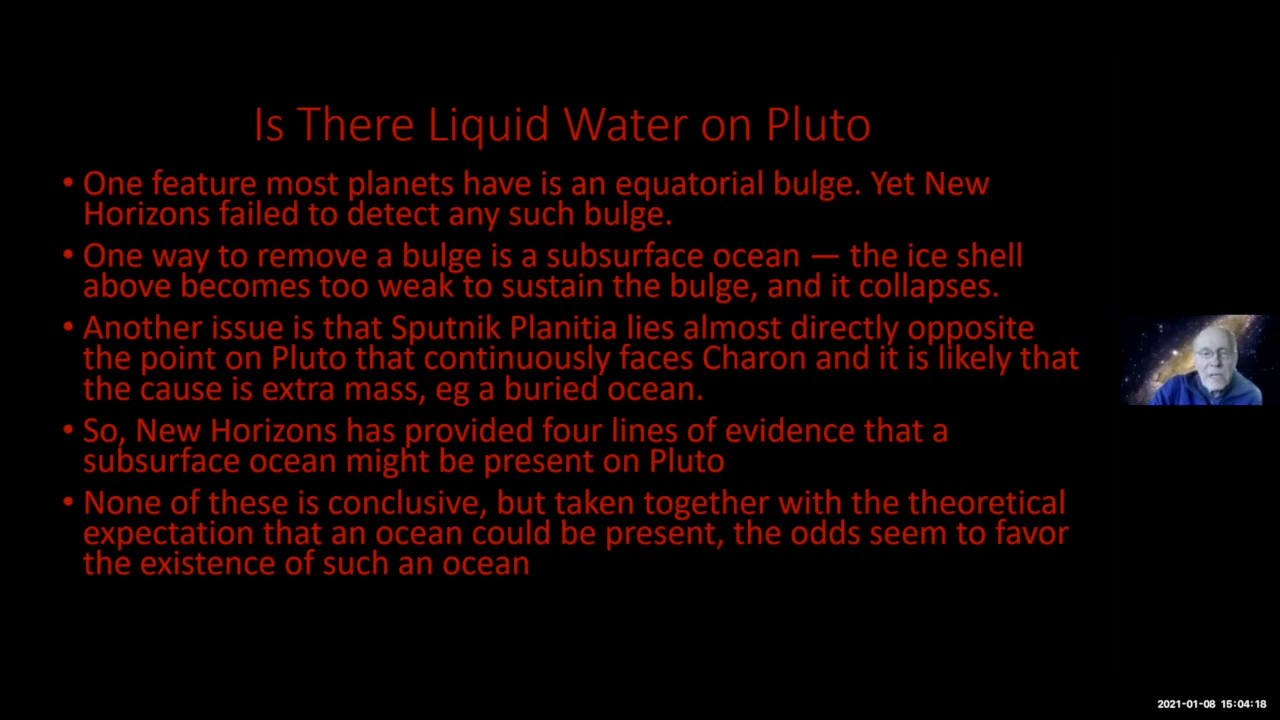 Is There Liquid Water on Pluto
• One feature most planets have is an equatorial bulge. Yet New
Horizons failed to detect any such bulge.
• One way to remove a bulge is a subsurface ocean — the ice shell
above becomes too weak to sustain the bulge, and it collapses.
• Another issue is that Sputnik Planitia lies almost directly opposite
the point on Pluto that continuously faces Charon and it is likely that
the cause is extra mass, eg a buried ocean.
• So, New Horizons has provided four lines of evidence that a
subsurface ocean might be present on Pluto
• None of these is conclusive, but taken together with the theoretical
expectation that an ocean could be present, the odds seem to favor
the existence of such an ocean
2021-01-08 15:04:18